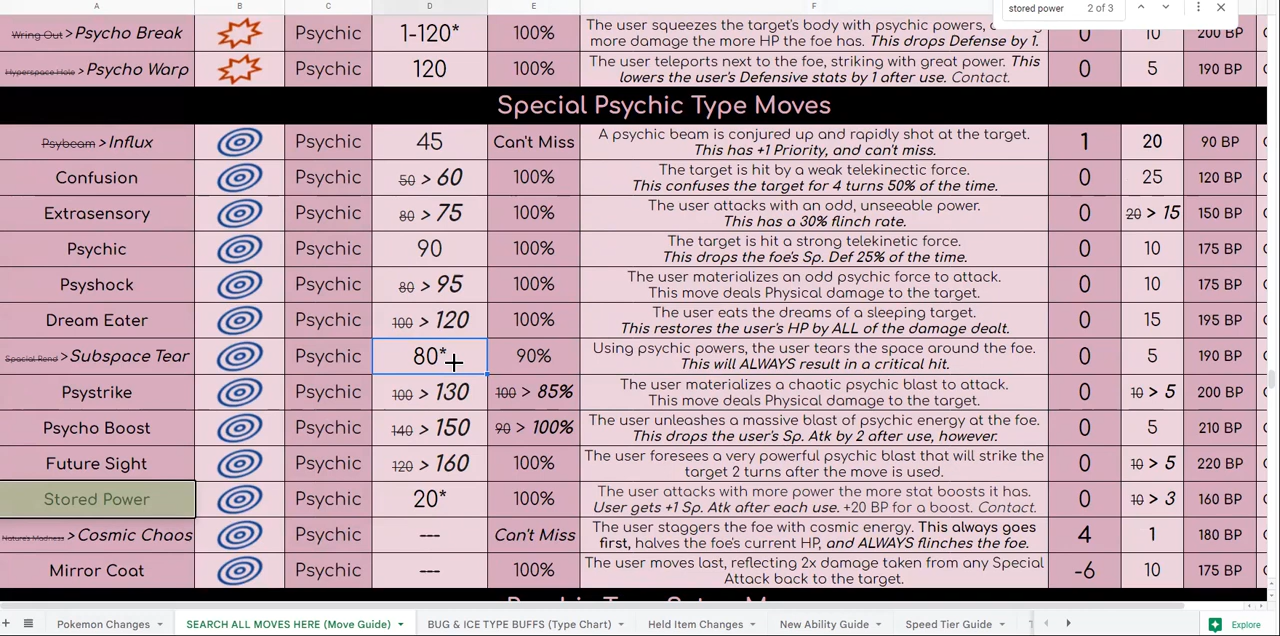 A B C D E F
stored power 2 of 3
Wring Out >Psycho Break Psychic 1-120* 100% The user squeezes the target's body with psychic powers,
more damage the more HP the foe has. This drops Defense by 1. 0 10 200 BP
Hyperspace Hole >Psycho Warp Psychic 120 100% The user teleports next to the foe, striking with great power. This
lowers the user's Defensive stats by 1 after use. Contact. 0 5 190 BP
Special Psychic Type Moves
Psybeam >Influx Psychic 45 Can't Miss A psychic beam is conjured up and rapidly shot at the target.
This has +1 Priority, and can't miss. 1 20 90 BP
Confusion Psychic 50 > 60 100% The target is hit by a weak telekinetic force.
This confuses the target for 4 turns 50% of the time. 0 25 120 BP
Extrasensory Psychic 80 > 75 100% The user attacks with an odd, unseeable power.
This has a 30% flinch rate. 0 20 > 15 150 BP
Psychic Psychic 90 100% The target is hit a strong telekinetic force.
This drops the foe's Sp. Def 25% of the time. 0 10 175 BP
Psyshock Psychic 80 > 95 100% The user materializes an odd psychic force to attack.
This move deals Physical damage to the target. 0 10 175 BP
Dream Eater Psychic 100 > 120 100% The user eats the dreams of a sleeping target.
This restores the user's HP by ALL of the damage dealt. 0 15 195 BP
Spacial Rend >Subspace Tear Psychic 80* 90% Using psychic powers, the user tears the space around the foe.
This will ALWAYS result in a critical hit. 0 5 190 BP
Psystrike Psychic 100 > 130 100 > 85% The user materializes a chaotic psychic blast to attack.
This move deals Physical damage to the target. 0 10 > 5 200 BP
Psycho Boost Psychic 140 > 150 90 > 100% The user unleashes a massive blast of psychic energy at the foe.
This drops the user's Sp. Atk by 2 after use, however. 0 5 210 BP
Future Sight Psychic 120 > 160 100% The user foresees a very powerful psychic blast that will strike the
target 2 turns after the move is used. 0 10 > 5 220 BP
Stored Power Psychic 20* 100% The user attacks with more power the more stat boosts it has.
User gets +1 Sp. Atk after each use. +20 BP for a boost. Contact. 0 10 > 3 160 BP
Nature's Madness > Cosmic Chaos Psychic --- Can't Miss The user staggers the foe with cosmic energy. This always goes
first, halves the foe's current HP, and ALWAYS flinches the foe. 4 1 180 BP
Mirror Coat Psychic --- 100% The user moves last, reflecting 2x damage taken from any Special
Attack back to the target. -6 10 175 BP
Pokemon Changes SEARCH ALL MOVES HERE (Move Guide) BUG & ICE TYPE BUFFS (Type Chart) Held Item Changes New Ability Guide Speed Tier Guide Explore